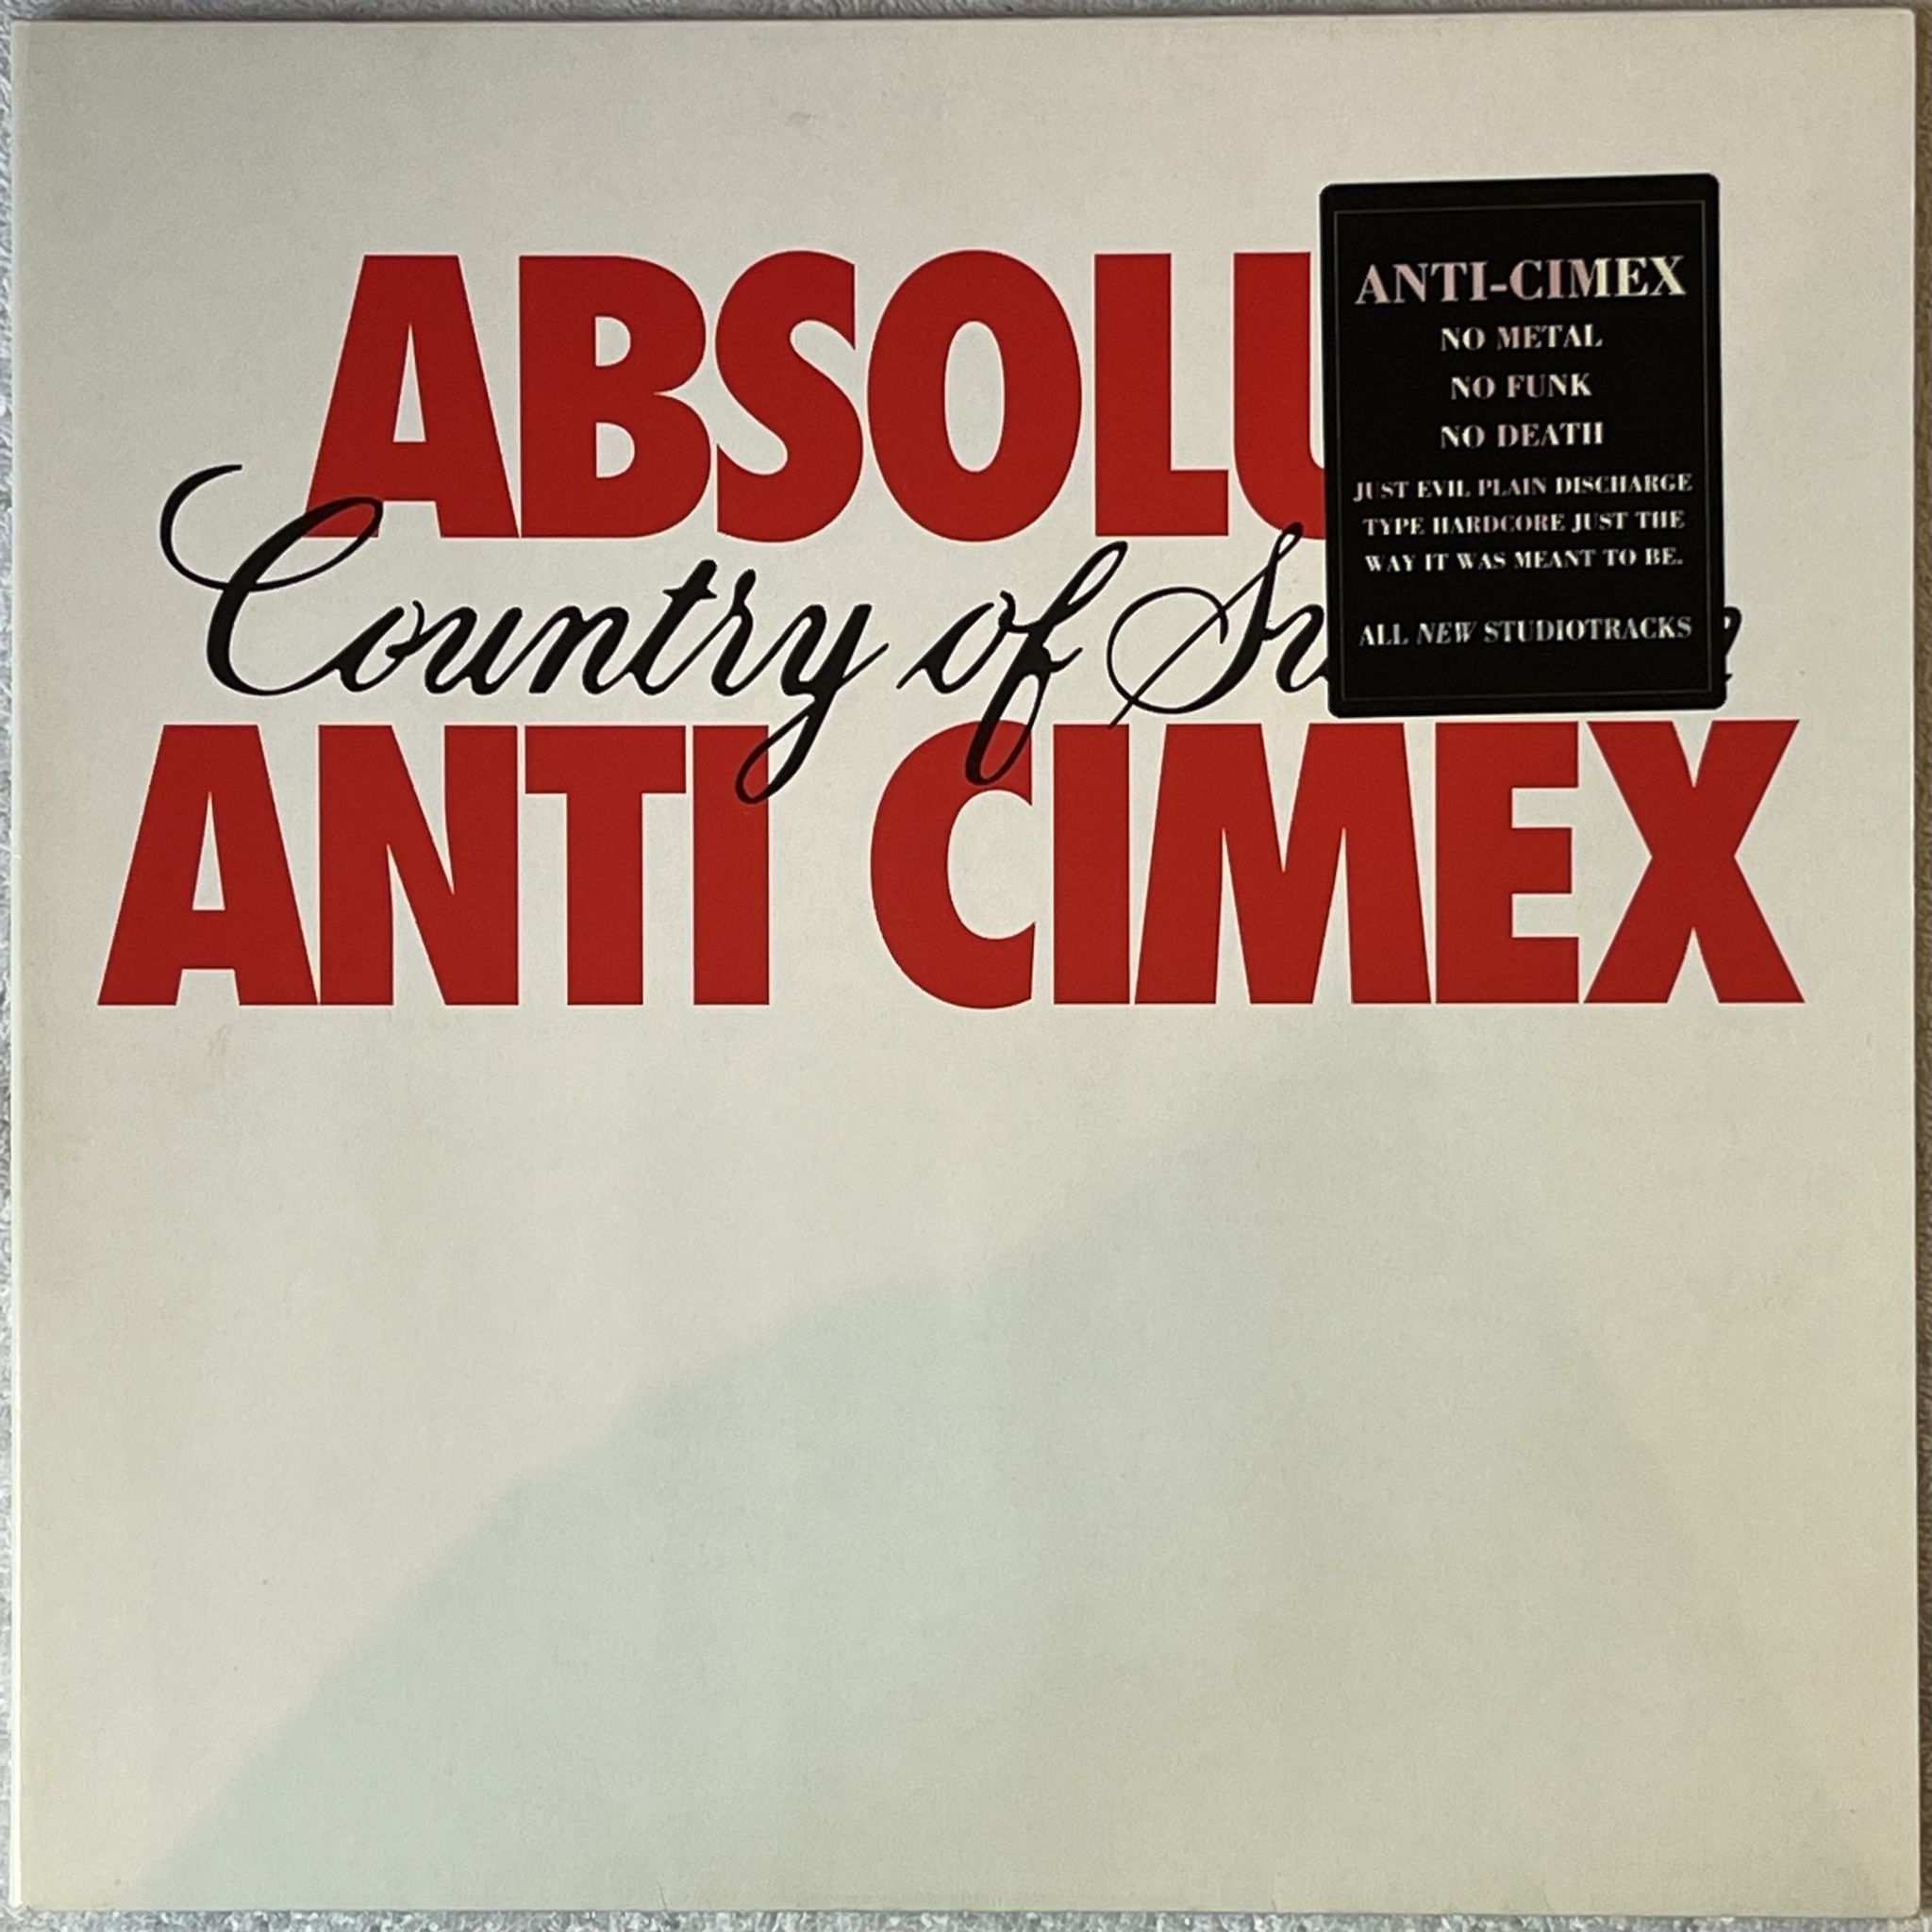 ABSOLU
Country of
ANTI CIMEX
ANTI-CIMEX
NO METAL
NO FUNK
NO DEATH
JUST EVIL PLAIN DISCHARGE
TYPE HARDCORE JUST THE
WAY IT WAS MEANT TO BE.
ALL NEW STUDIOTRACKS